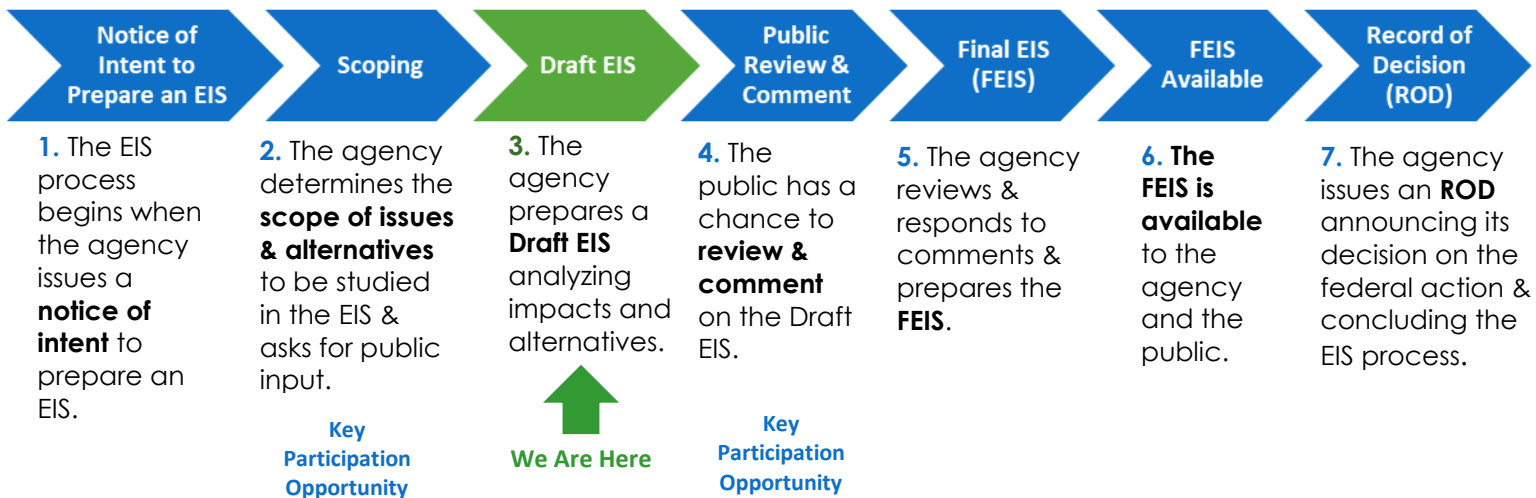 Notice of
Intent to
Prepare an EIS
Scoping
Draft EIS
Public
Review &
Comment
Final EIS
(FEIS)
FEIS
Available
Record of
Decision
(ROD)
1. The EIS
process
begins when
the agency
issues a
notice of
intent to
prepare an
EIS.
2. The agency
determines the
scope of issues
& alternatives
to be studied
in the EIS &
asks for public
input.
Key
Participation
Opportunity
3. The
agency
prepares a
Draft EIS
analyzing
impacts and
alternatives.
We Are Here
4. The
public has a
chance to
review &
comment
on the Draft
EIS.
Key
Participation
Opportunity
5. The agency
reviews &
responds to
comments &
prepares the
FEIS.
6. The
FEIS is
available
to the
agency
and the
public.
7. The agency
issues an ROD
announcing its
decision on the
federal action &
concluding the
EIS process.